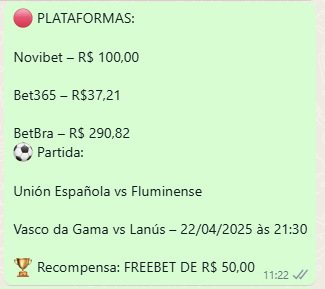 🔴 PLATAFORMAS:
Novibet – R$ 100,00
Bet365 – R$37,21
BetBra – R$ 290,82
⚽ Partida:
Unión Española vs Fluminense
Vasco da Gama vs Lanús – 22/04/2025 às 21:30
🏆 Recompensa: FREEBET DE R$ 50,00
11:22